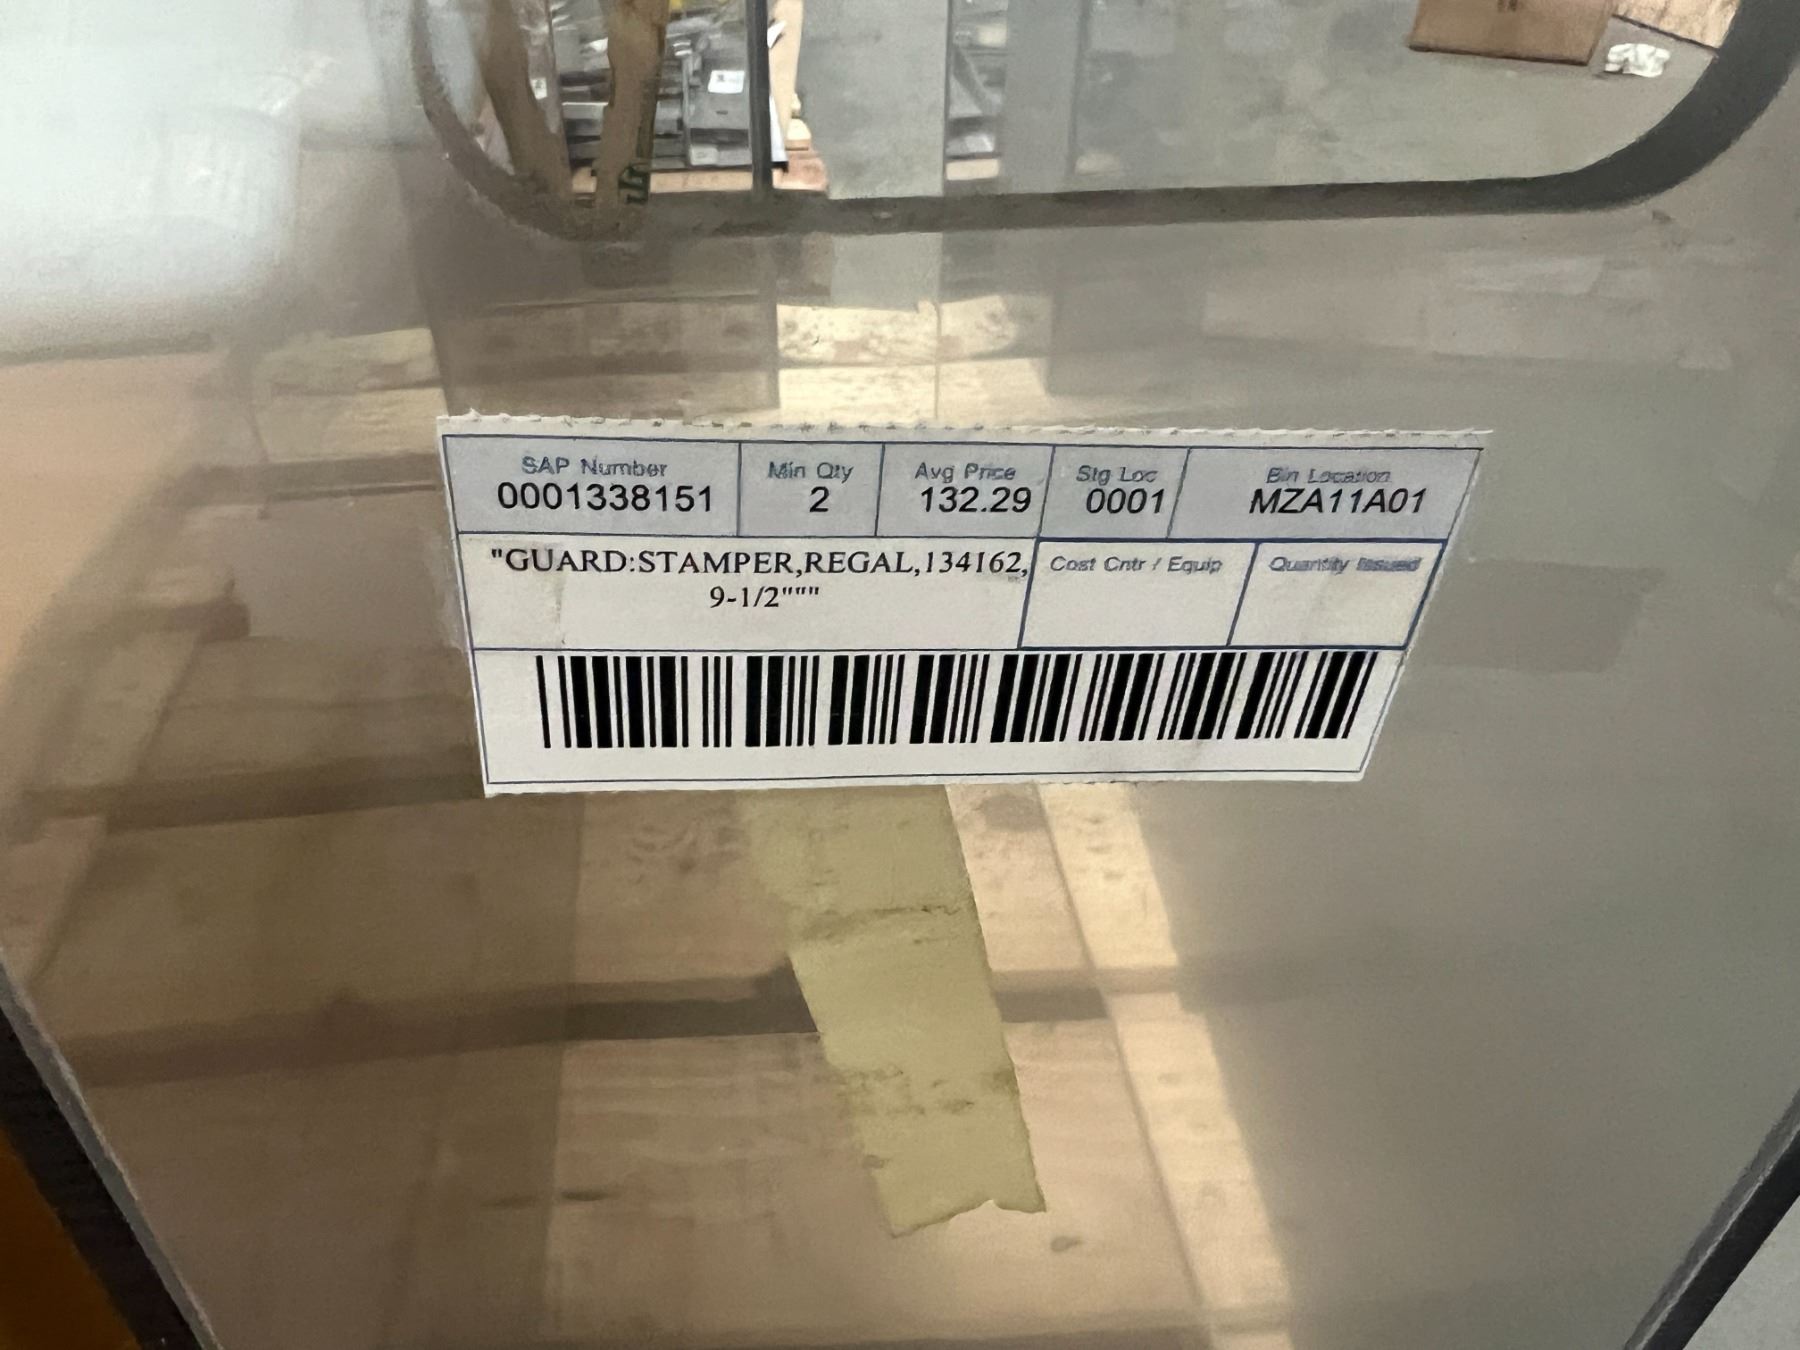 SAP Number Min Qty Avg Price Stg Loc Bin Location
0001338151 2 132.29 0001 MZA11A01
"GUARD:STAMPER,REGAL,134162, Cost Cntr / Equip Quantity Issued
9-1/2"""